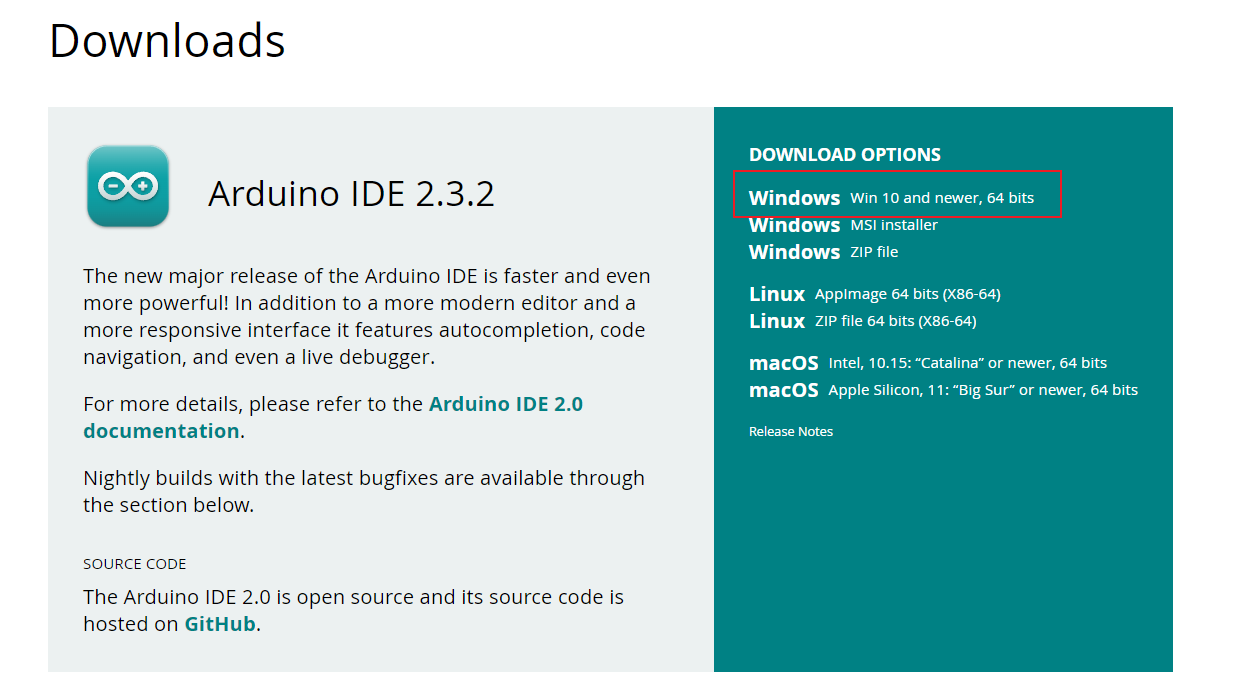 Downloads
Arduino IDE 2.3.2
The new major release of the Arduino IDE is faster and even
more powerful! In addition to a more modern editor and a
more responsive interface it features autocompletion, code
navigation, and even a live debugger.
For more details, please refer to the Arduino IDE 2.0
documentation.
Nightly builds with the latest bugfixes are available through
the section below.
SOURCE CODE
The Arduino IDE 2.0 is open source and its source code is
hosted on GitHub.
DOWNLOAD OPTIONS
Windows Win 10 and newer, 64 bits
Windows MSI installer
Windows ZIP file
Linux AppImage 64 bits (X86-64)
Linux ZIP file 64 bits (X86-64)
macOS Intel, 10.15: “Catalina” or newer, 64 bits
macOS Apple Silicon, 11: “Big Sur” or newer, 64 bits
Release Notes